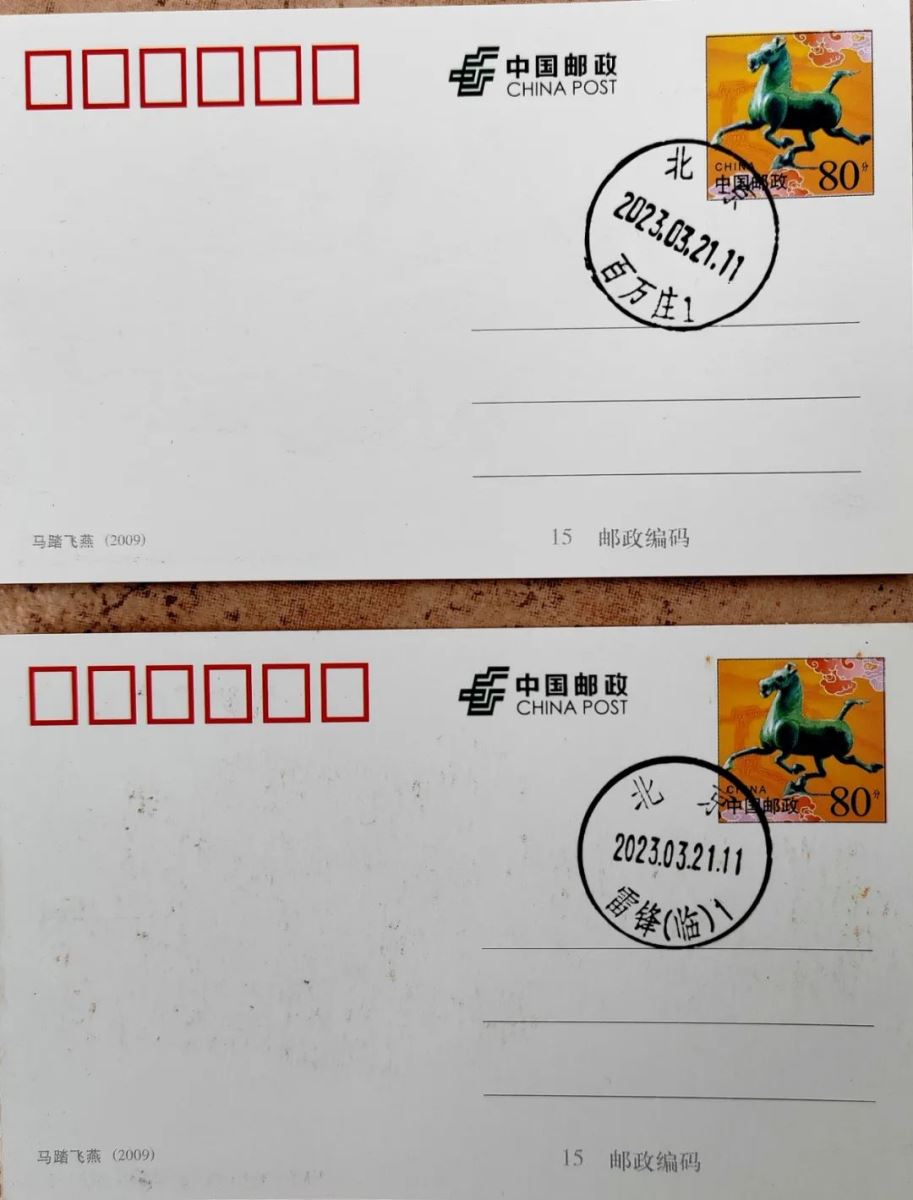 中国邮政
CHINA POST
CHINA
中国邮政
80分
北京
2023.03.21.11
百万庄1
马踏飞燕 (2009)
15 邮政编码
中国邮政
CHINA POST
CHINA
中国邮政
80分
北京
2023.03.21.11
雷锋(临)1
马踏飞燕 (2009)
15 邮政编码